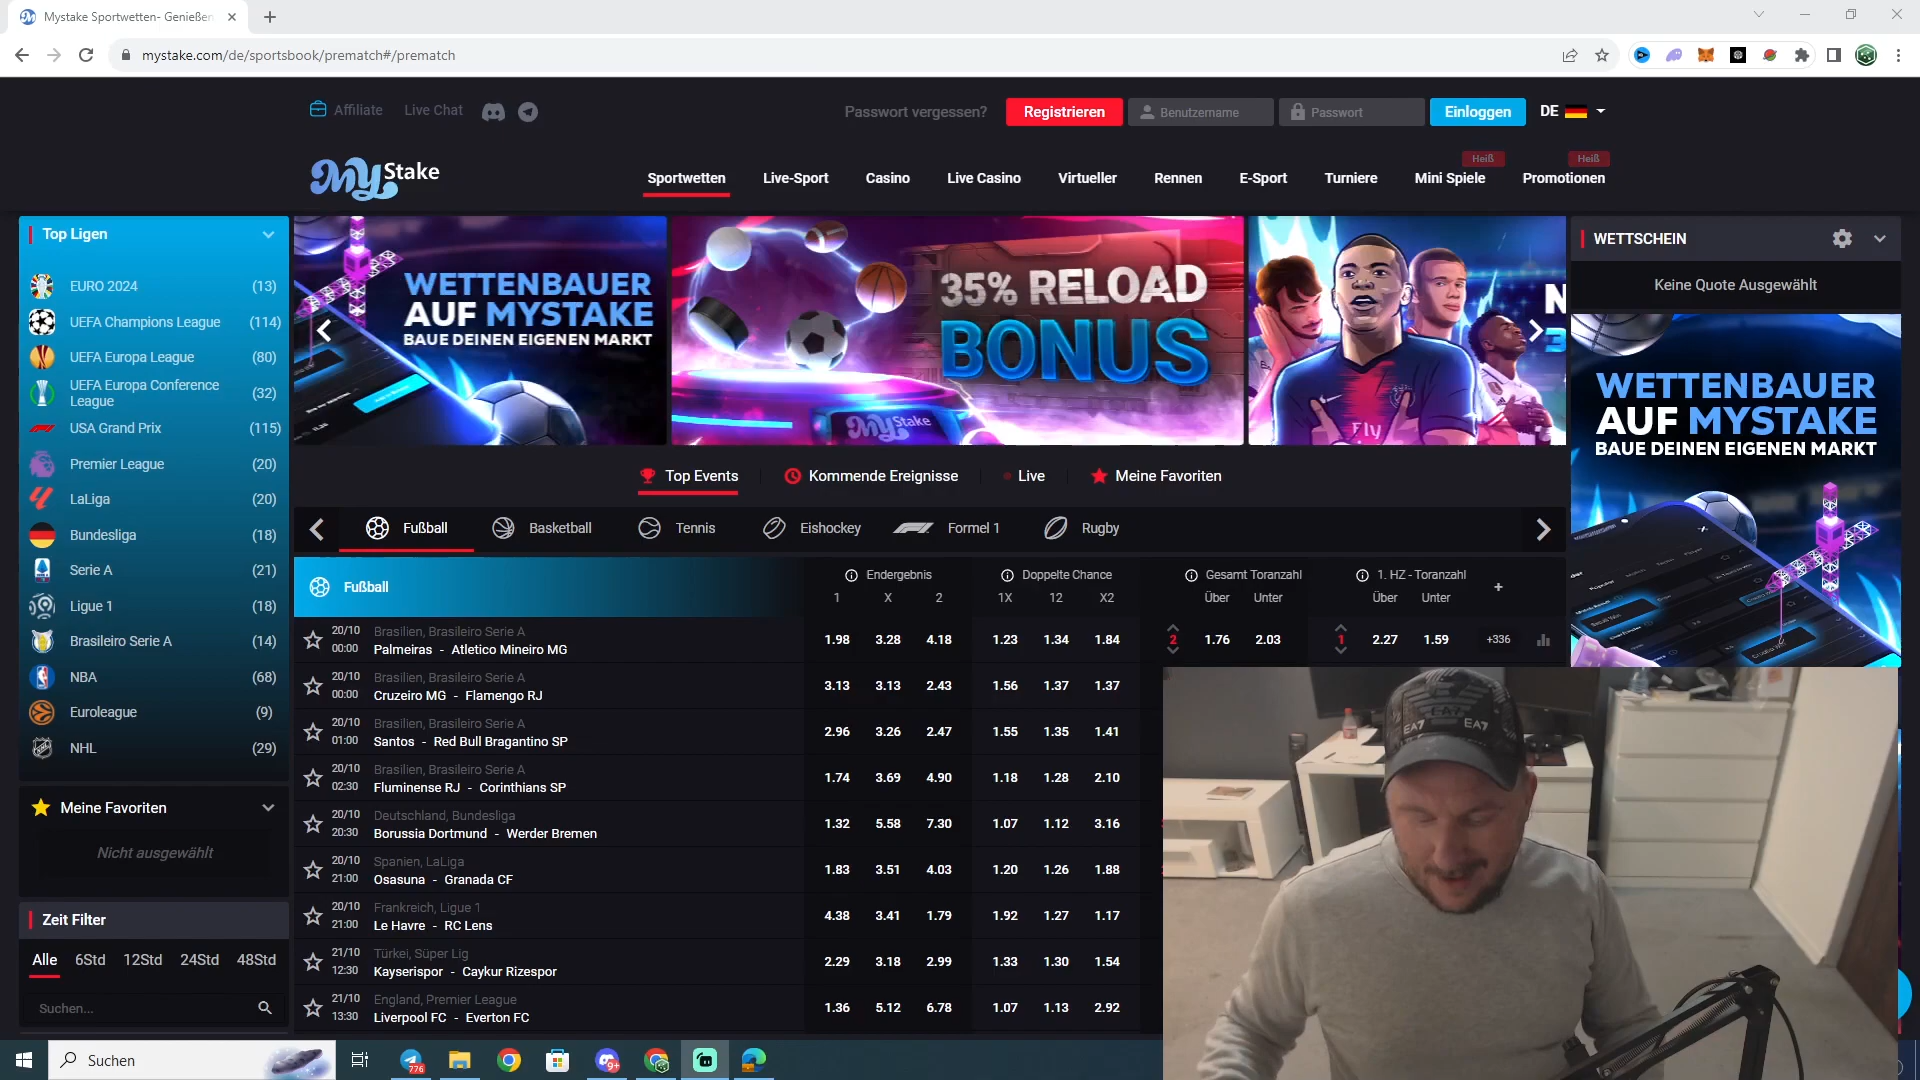 Mystake Sportwetten- Genießen
mystake.com/de/sportsbook/prematch#/prematch
Affiliate
Live Chat
Passwort vergessen?
Registrieren
Benutzername
Passwort
Einloggen
DE
My Stake
Sportwetten
Live-Sport
Casino
Live Casino
Virtueller
Rennen
E-Sport
Turniere
Heiß
Mini Spiele
Heiß
Promotionen
Top Ligen
EURO 2024 (13)
UEFA Champions League (114)
UEFA Europa League (80)
UEFA Europa Conference
League (32)
USA Grand Prix (115)
Premier League (20)
LaLiga (20)
Bundesliga (18)
Serie A (21)
Ligue 1 (18)
Brasileiro Serie A (14)
NBA (68)
Euroleague (9)
NHL (29)
Meine Favoriten
Nicht ausgewählt
Zeit Filter
Alle 6Std 12Std 24Std 48Std
Suchen...
WETTENBAUER
AUF MYSTAKE
BAUE DEINEN EIGENEN MARKT
35% RELOAD
BONUS
MyStake
Fly
WETTSCHEIN
Keine Quote Ausgewählt
WETTENBAUER
AUF MYSTAKE
BAUE DEINEN EIGENEN MARKT
Top Events
Kommende Ereignisse
Live
Meine Favoriten
Fußball
Basketball
Tennis
Eishockey
Formel 1
Rugby
Fußball
Endergebnis
1 X 2
Doppelte Chance
1X 12 X2
Gesamt Toranzahl
Über Unter
1. HZ - Toranzahl
Über Unter
+
20/10 Brasilien, Brasileiro Serie A
00:00 Palmeiras - Atletico Mineiro MG
1.98 3.28 4.18 1.23 1.34 1.84 2 1.76 2.03 1 2.27 1.59 +336
20/10 Brasilien, Brasileiro Serie A
00:00 Cruzeiro MG - Flamengo RJ
3.13 3.13 2.43 1.56 1.37 1.37
20/10 Brasilien, Brasileiro Serie A
01:00 Santos - Red Bull Bragantino SP
2.96 3.26 2.47 1.55 1.35 1.41
20/10 Brasilien, Brasileiro Serie A
02:30 Fluminense RJ - Corinthians SP
1.74 3.69 4.90 1.18 1.28 2.10
20/10 Deutschland, Bundesliga
20:30 Borussia Dortmund - Werder Bremen
1.32 5.58 7.30 1.07 1.12 3.16
20/10 Spanien, LaLiga
21:00 Osasuna - Granada CF
1.83 3.51 4.03 1.20 1.26 1.88
20/10 Frankreich, Ligue 1
21:00 Le Havre - RC Lens
4.38 3.41 1.79 1.92 1.27 1.17
21/10 Türkei, Süper Lig
12:30 Kayserispor - Caykur Rizespor
2.29 3.18 2.99 1.33 1.30 1.54
21/10 England, Premier League
13:30 Liverpool FC - Everton FC
1.36 5.12 6.78 1.07 1.13 2.92
EA7
EA7
Suchen
776
9+